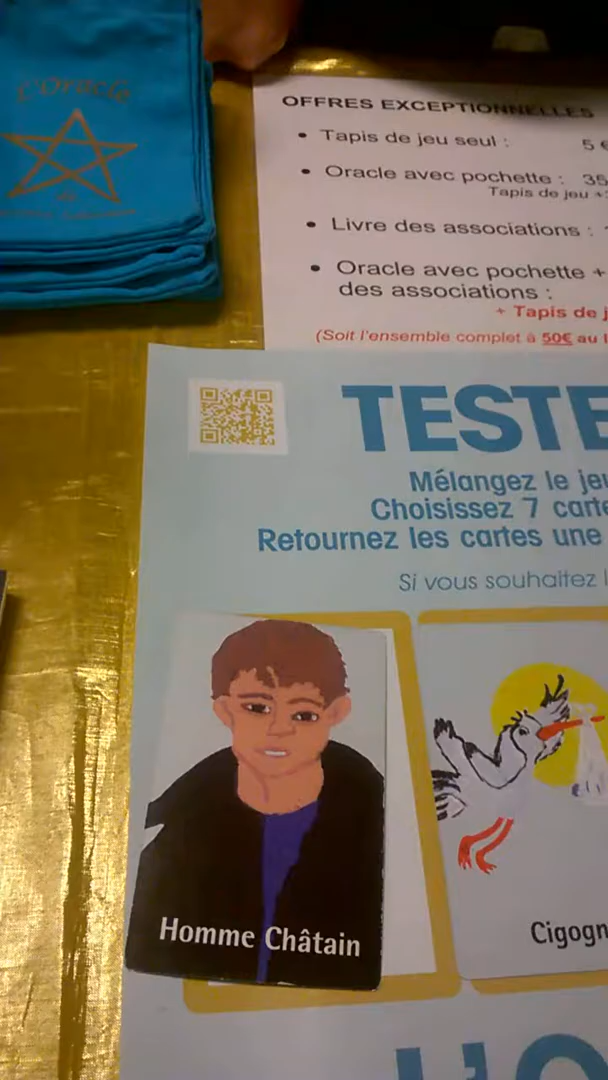 L'Oracle
de
OFFRES EXCEPTIONNELLES
• Tapis de jeu seul : 5 €
• Oracle avec pochette : 35
Tapis de jeu +
• Livre des associations :
• Oracle avec pochette +
des associations :
+ Tapis de j
(Soit l'ensemble complet à 50€ au l
TESTE
Mélangez le jeu
Choisissez 7 carte
Retournez les cartes une
Si vous souhaitez l
Homme Châtain
Cigogn
L'O